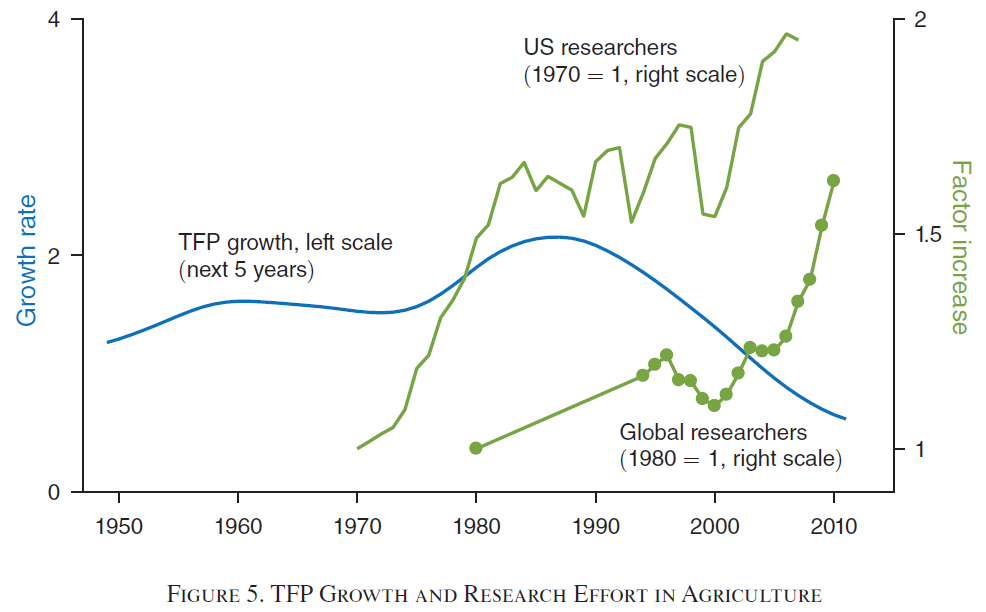 4
2
US researchers
(1970 = 1, right scale)
TFP growth, left scale
(next 5 years)
Growth rate
2
1.5
Factor increase
Global researchers
(1980 = 1, right scale)
1
0
1950
1960
1970
1980
1990
2000
2010
FIGURE 5. TFP GROWTH AND RESEARCH EFFORT IN AGRICULTURE